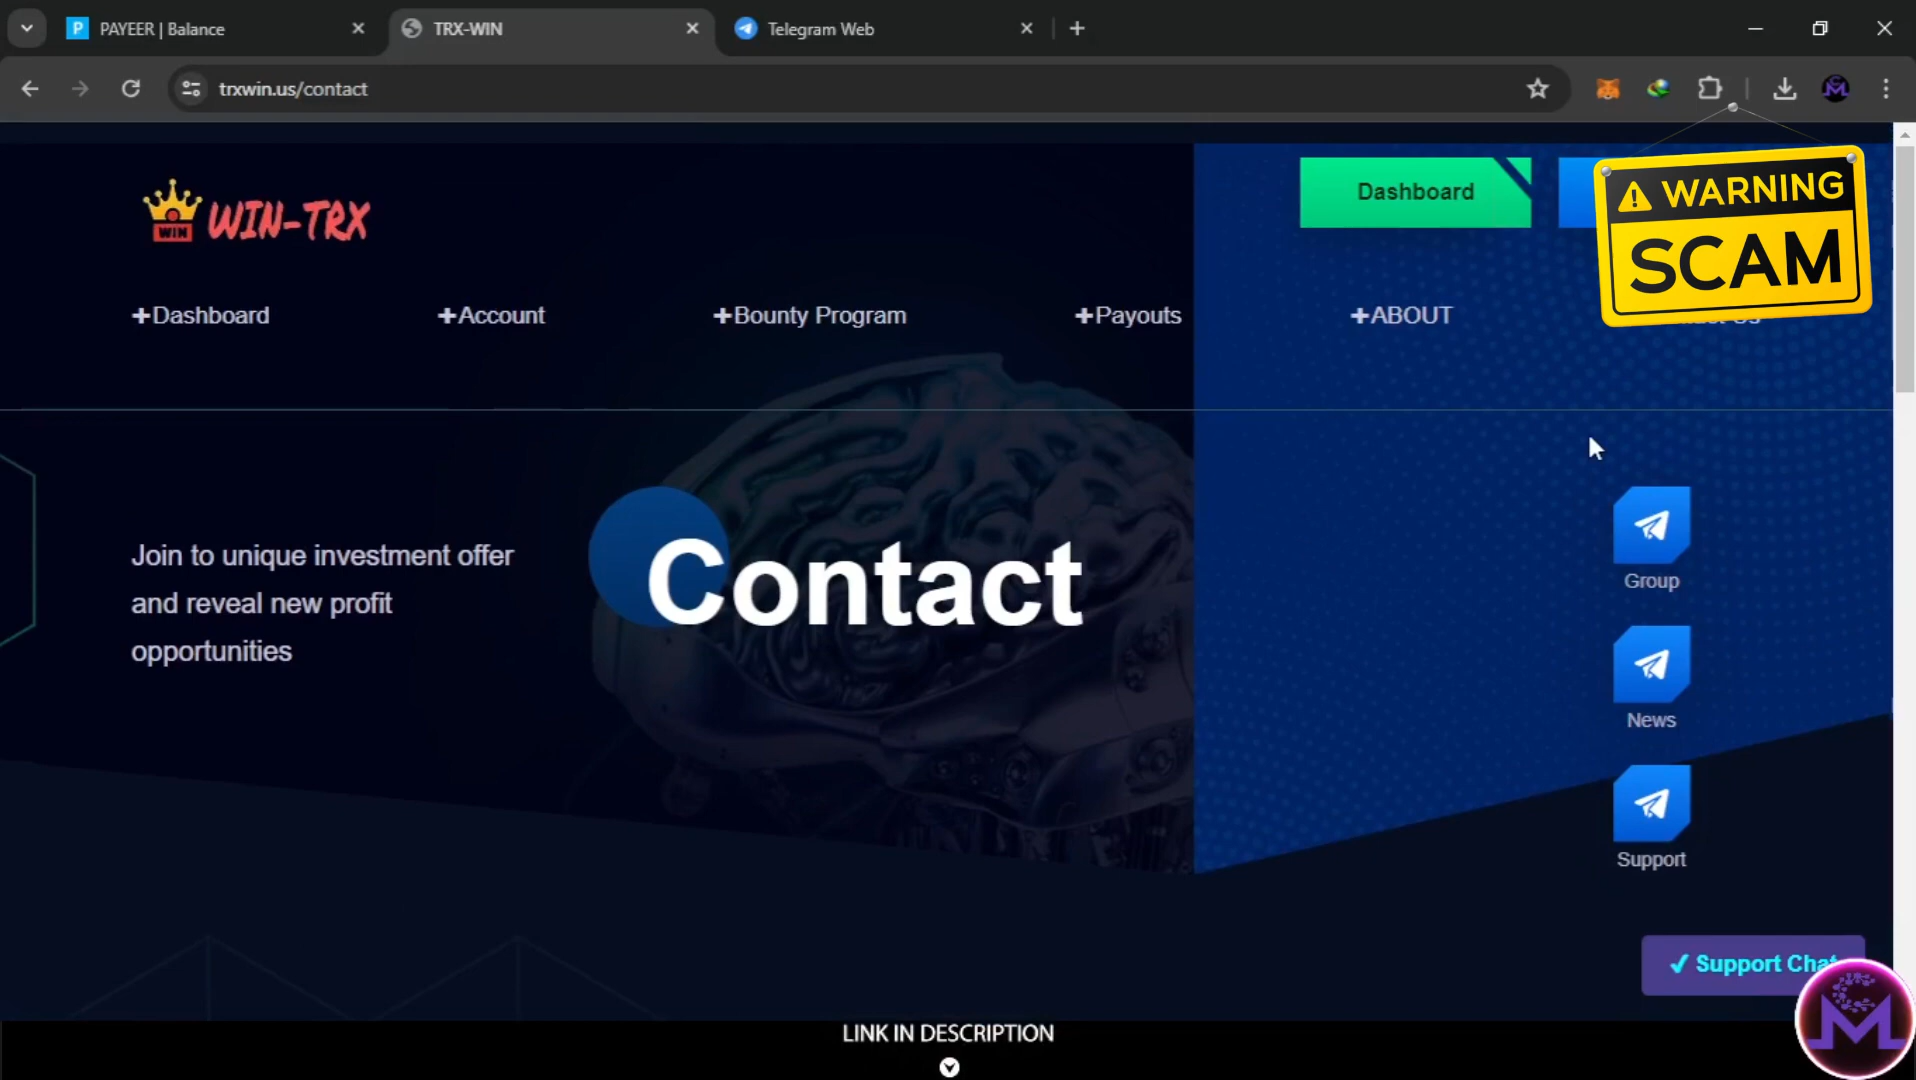 PAYEER | Balance
TRX-WIN
Telegram Web
trxwin.us/contact
WIN
WIN-TRX
Dashboard
WARNING
SCAM
+Dashboard
+Account
+Bounty Program
+Payouts
+ABOUT
Join to unique investment offer
and reveal new profit
opportunities
Contact
Group
News
Support
✓ Support Chat
LINK IN DESCRIPTION